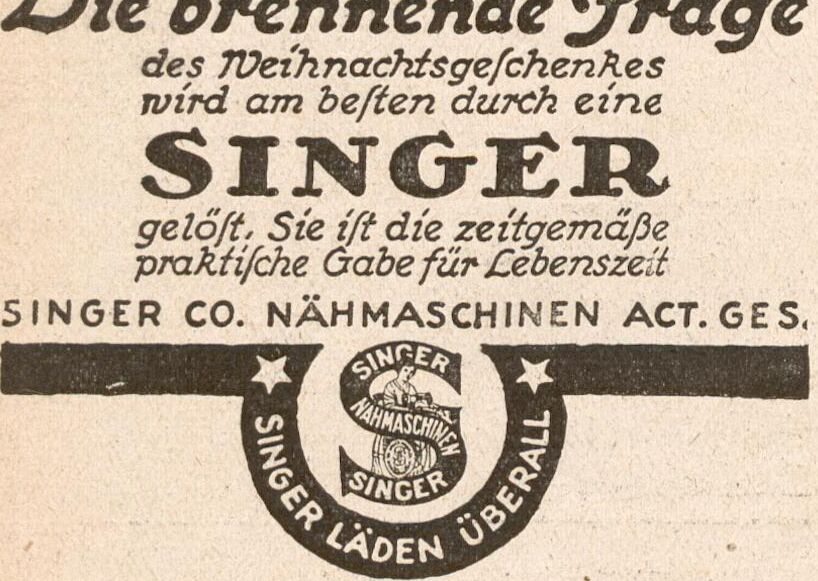 Die brennende Frage
des Weihnachtsgeſchenkes
wird am beſten durch eine
SINGER
gelöſt. Sie iſt die zeitgemäße
praktiſche Gabe für Lebenszeit
SINGER CO. NÄHMASCHINEN ACT. GES.
SINGER
NÄHMASCHINEN
SINGER
SINGER LÄDEN ÜBERALL